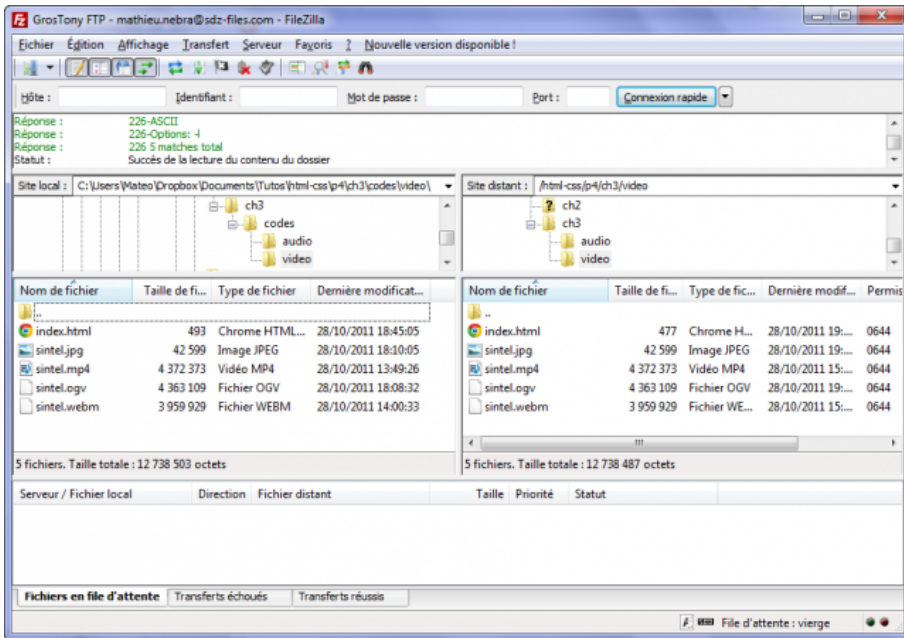 GrosTony FTP - mathieu.nebra@sdz-files.com - FileZilla
Fichier Édition Affichage Transfert Serveur Favoris ? Nouvelle version disponible !
Hôte : Identifiant : Mot de passe : Port : Connexion rapide
Réponse : 226-ASCII
Réponse : 226-Options: -l
Réponse : 226 5 matches total
Statut : Succès de la lecture du contenu du dossier
Site local : C:\Users\Mateo\Dropbox\Documents\Tutos\html-css\p4\ch3\codes\video\
ch3
codes
audio
video
Site distant : /html-css/p4/ch3/video
? ch2
ch3
audio
video
Nom de fichier Taille de fi... Type de fichier Dernière modificat...
..
index.html 493 Chrome HTML... 28/10/2011 18:45:05
sintel.jpg 42 599 Image JPEG 28/10/2011 18:10:05
sintel.mp4 4 372 373 Vidéo MP4 28/10/2011 13:49:26
sintel.ogv 4 363 109 Fichier OGV 28/10/2011 18:08:32
sintel.webm 3 959 929 Fichier WEBM 28/10/2011 14:00:33
5 fichiers. Taille totale : 12 738 503 octets
Nom de fichier Taille de fi... Type de fic... Dernière modif... Permis
..
index.html 477 Chrome H... 28/10/2011 19:... 0644
sintel.jpg 42 599 Image JPEG 28/10/2011 19:... 0644
sintel.mp4 4 372 373 Vidéo MP4 28/10/2011 15:... 0644
sintel.ogv 4 363 109 Fichier OGV 28/10/2011 19:... 0644
sintel.webm 3 959 929 Fichier WE... 28/10/2011 15:... 0644
5 fichiers. Taille totale : 12 738 487 octets
Serveur / Fichier local Direction Fichier distant Taille Priorité Statut
Fichiers en file d'attente Transferts échoués Transferts réussis
File d'attente : vierge